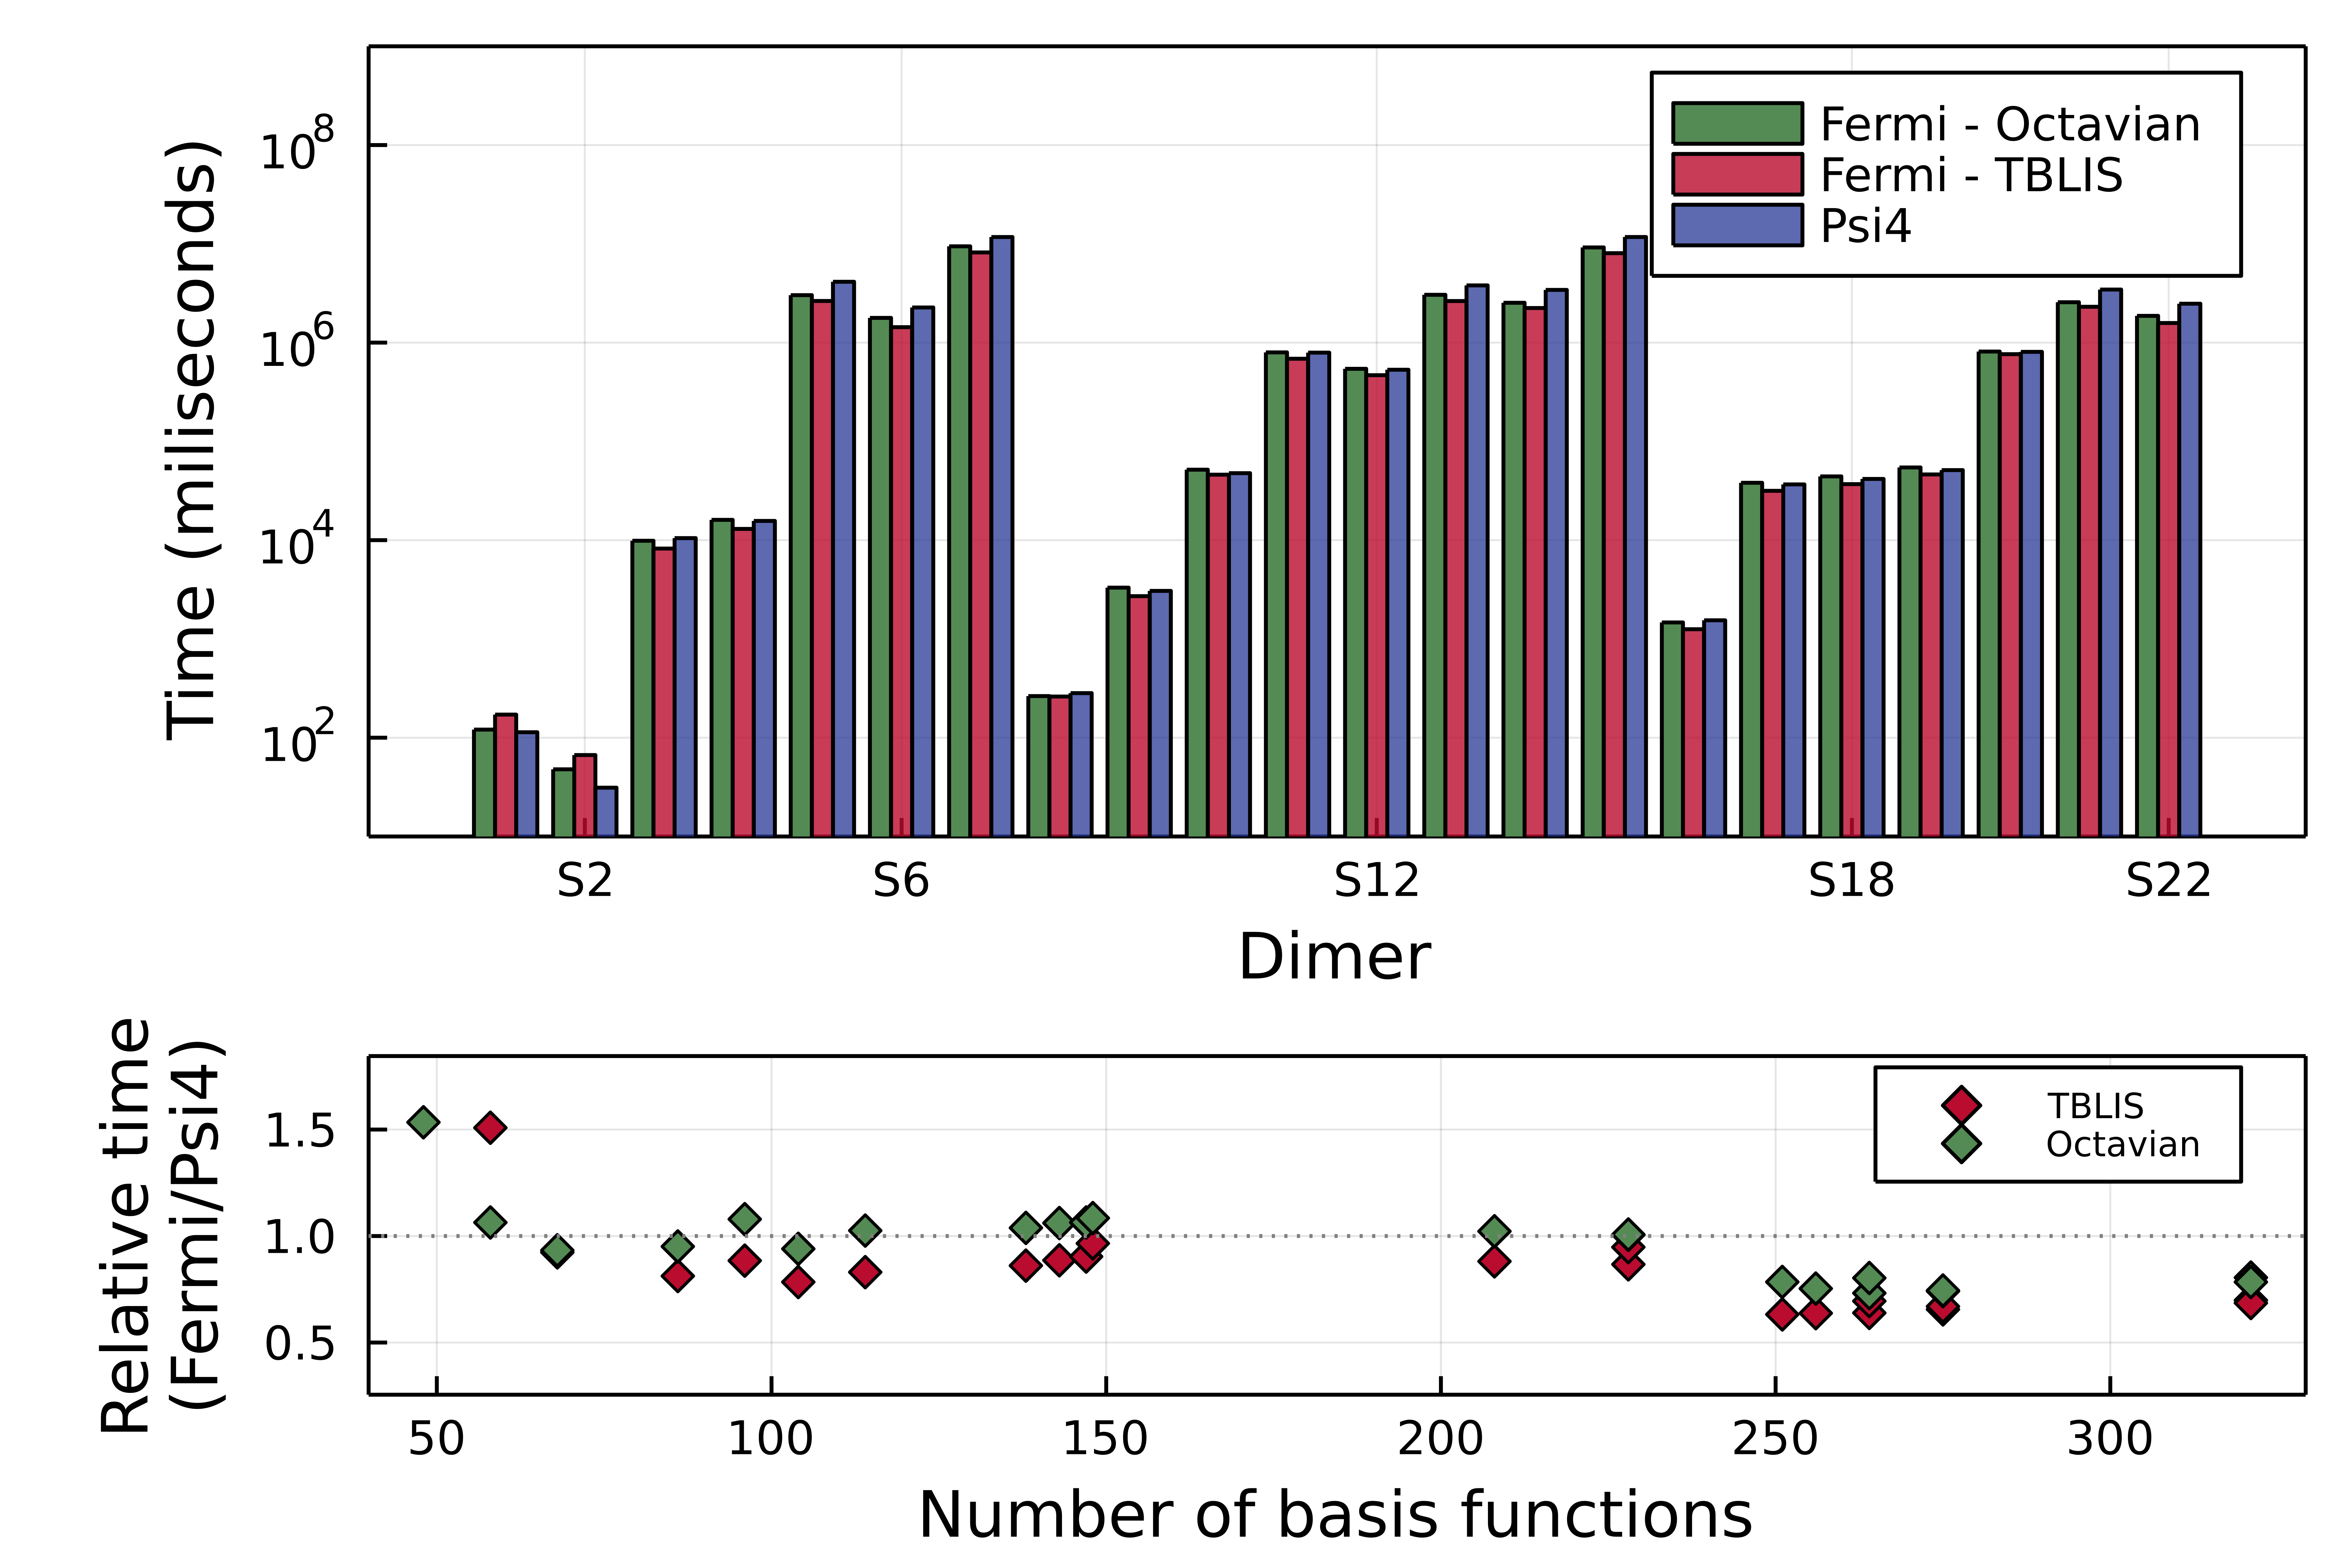 Time (miliseconds)
10^8
10^6
10^4
10^2
Fermi - Octavian
Fermi - TBLIS
Psi4
S2 S6 S12 S18 S22
Dimer
Relative time
(Fermi/Psi4)
1.5
1.0
0.5
TBLIS
Octavian
50 100 150 200 250 300
Number of basis functions